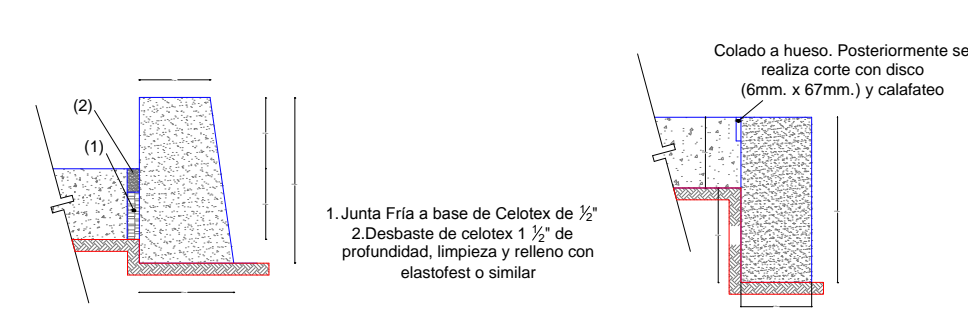 (2)
(1)
1. Junta Fría a base de Celotex de ½"
2.Desbaste de celotex 1 ½" de
profundidad, limpieza y relleno con
elastofest o similar
Colado a hueso. Posteriormente se
realiza corte con disco
(6mm. x 67mm.) y calafateo